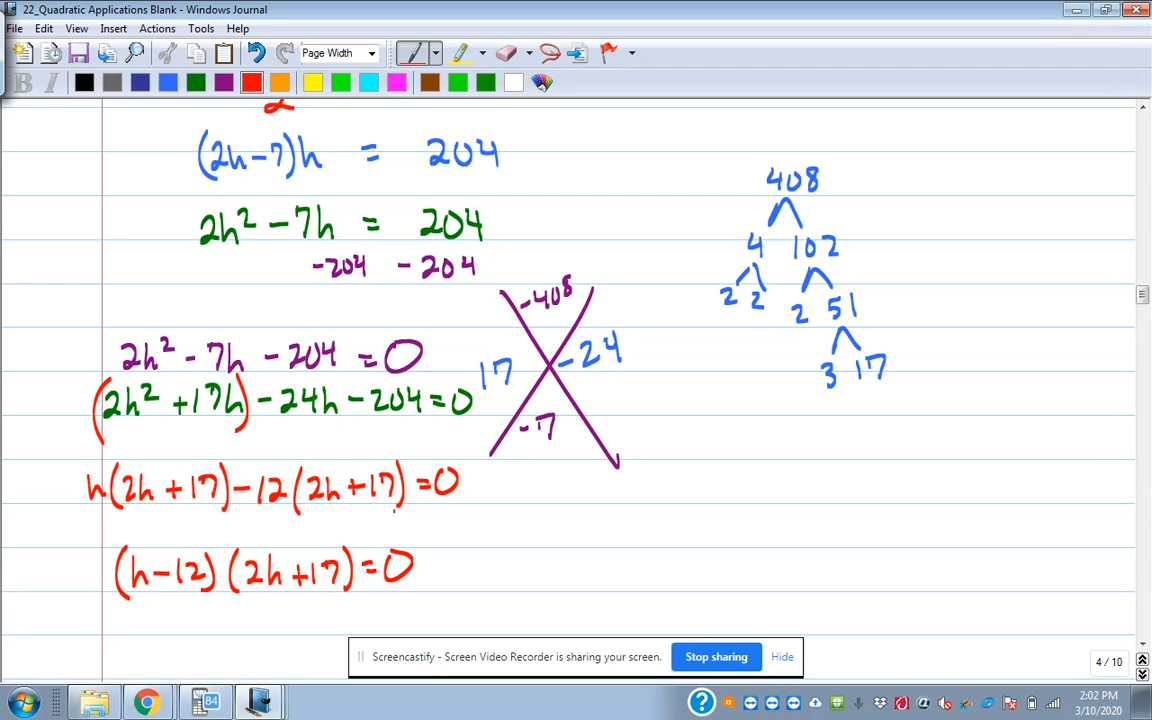 22_Quadratic Applications Blank - Windows Journal
File Edit View Insert Actions Tools Help
Page Width
B I
2
(2h-7)h = 204
2h² - 7h = 204
-204 - 204
2h² - 7h - 204 = 0
(2h² + 17h) - 24h - 204 = 0
h(2h + 17) - 12(2h + 17) = 0
(h - 12)(2h + 17) = 0
-408
17 -24
-7
408
4 102
2 2 2 51
3 17
Screencastify - Screen Video Recorder is sharing your screen. Stop sharing Hide
4 / 10
84
2:02 PM
3/10/2020